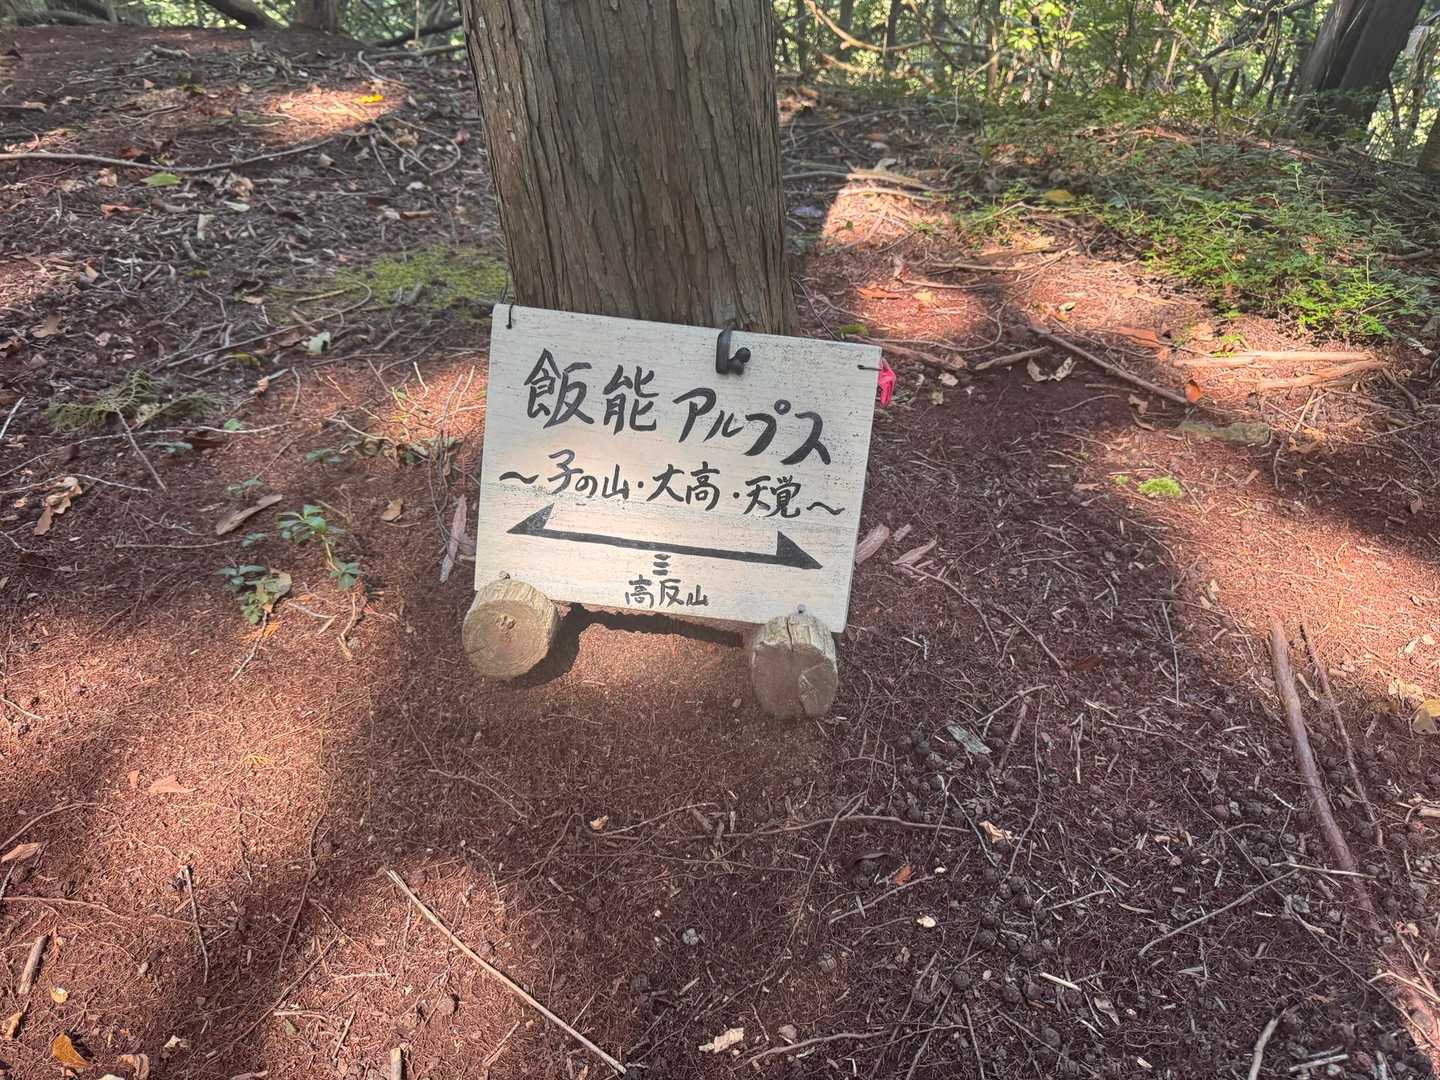 飯能アルプス
～子の山・大高・天覚～
三
高反山